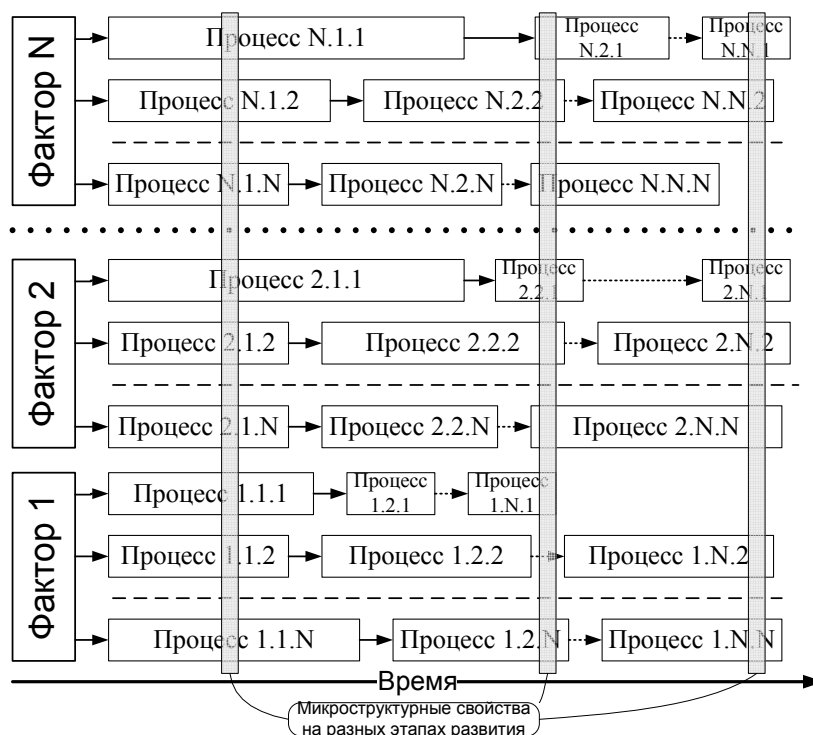 Фактор N
Процесс N.1.1
Процесс
N.2.1
Процесс
N.N.1
Процесс N.1.2
Процесс N.2.2
Процесс N.N.2
Процесс N.1.N
Процесс N.2.N
Процесс N.N.N
Фактор 2
Процесс 2.1.1
Процесс
2.2.1
Процесс
2.N.1
Процесс 2.1.2
Процесс 2.2.2
Процесс 2.N.2
Процесс 2.1.N
Процесс 2.2.N
Процесс 2.N.N
Фактор 1
Процесс 1.1.1
Процесс
1.2.1
Процесс
1.N.1
Процесс 1.1.2
Процесс 1.2.2
Процесс 1.N.2
Процесс 1.1.N
Процесс 1.2.N
Процесс 1.N.N
Время
Микроструктурные свойства
на разных этапах развития